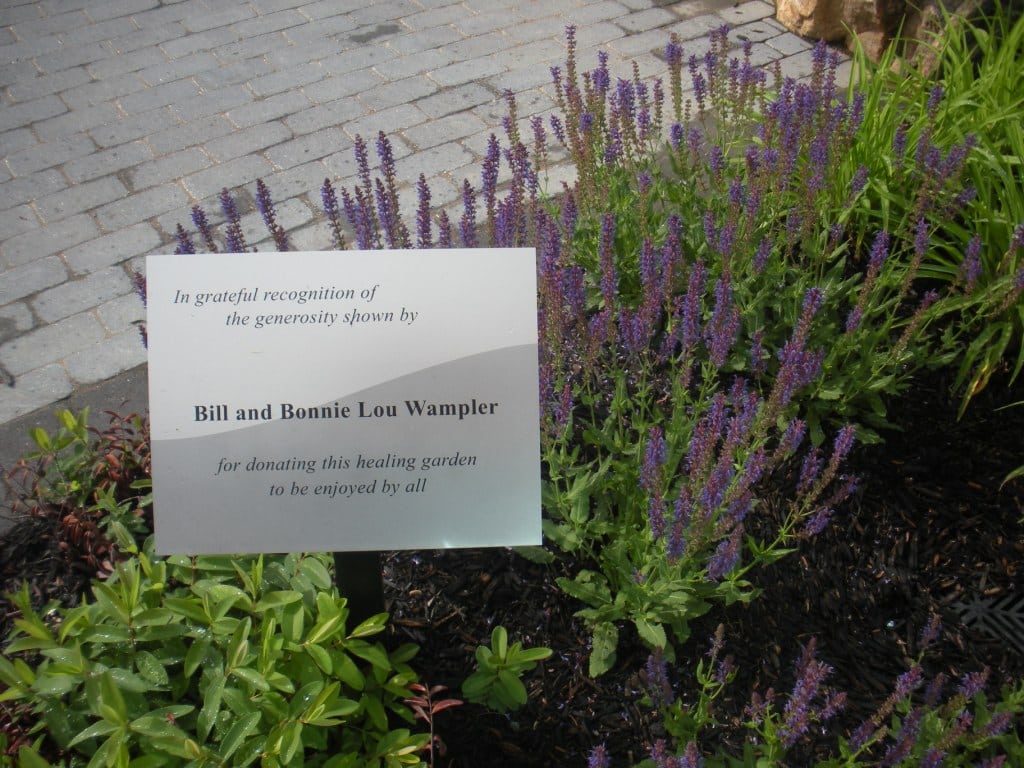 In grateful recognition of
the generosity shown by
Bill and Bonnie Lou Wampler
for donating this healing garden
to be enjoyed by all